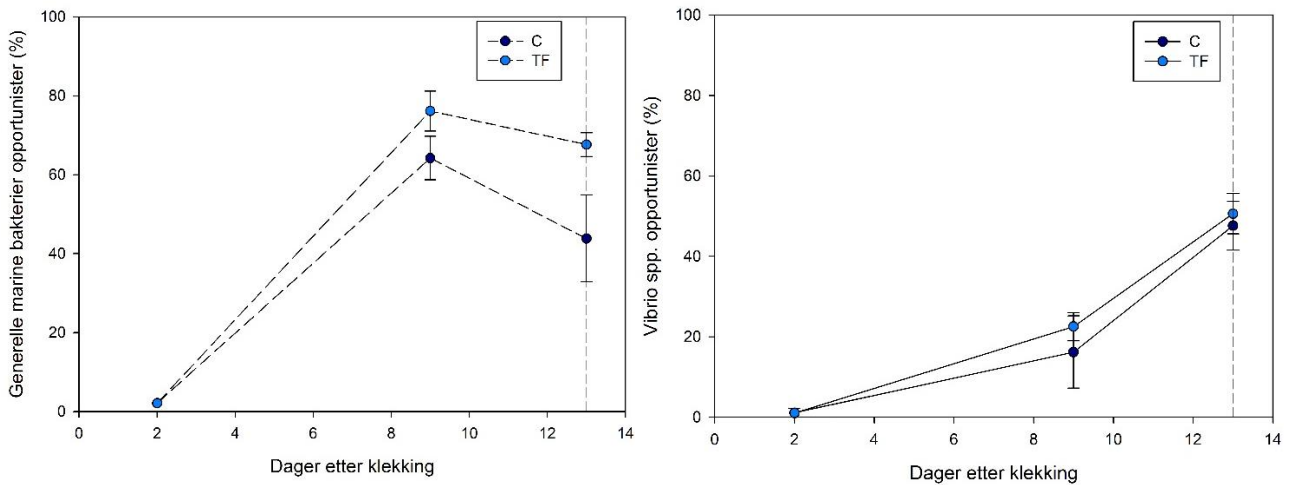 Generelle marine bakterier opportunister (%)
100
80
60
40
20
0
C
TF
0 2 4 6 8 10 12 14
Dager etter klekking
Vibrio spp. opportunister (%)
100
80
60
40
20
0
C
TF
0 2 4 6 8 10 12 14
Dager etter klekking